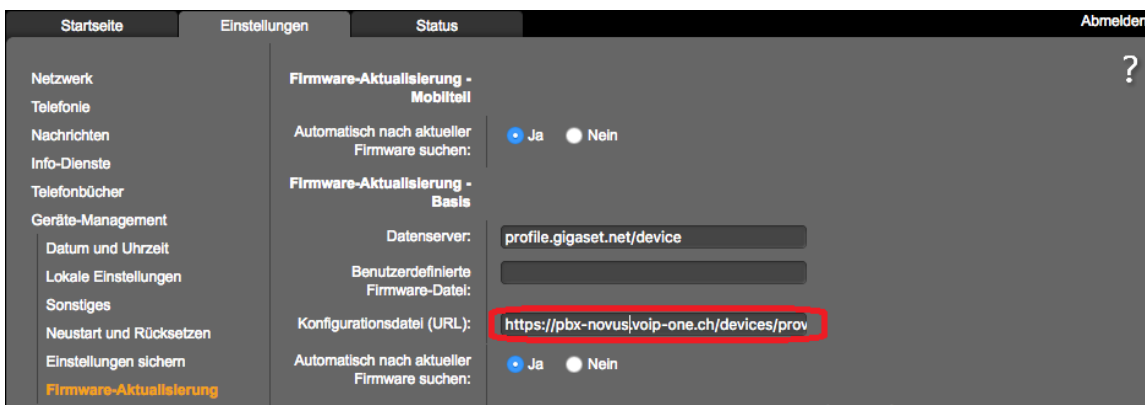 Startseite
Einstellungen
Status
Abmelden
?
Netzwerk
Telefonie
Nachrichten
Info-Dienste
Telefonbücher
Geräte-Management
Datum und Uhrzeit
Lokale Einstellungen
Sonstiges
Neustart und Rücksetzen
Einstellungen sichern
Firmware-Aktualisierung
Firmware-Aktualisierung -
Mobilteil
Automatisch nach aktueller
Firmware suchen:
Ja Nein
Firmware-Aktualisierung -
Basis
Datenserver:
profile.gigaset.net/device
Benutzerdefinierte
Firmware-Datei:
Konfigurationsdatei (URL):
https://pbx-novus.voip-one.ch/devices/prov
Automatisch nach aktueller
Firmware suchen:
Ja Nein